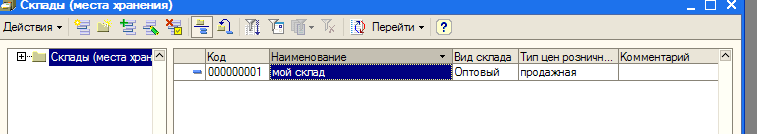 Склады (места хранения)
Действия Перейти ?
Склады (места хран
Код Наименование Вид склада Тип цен розничн... Комментарий
000000001 мой склад Оптовый продажная